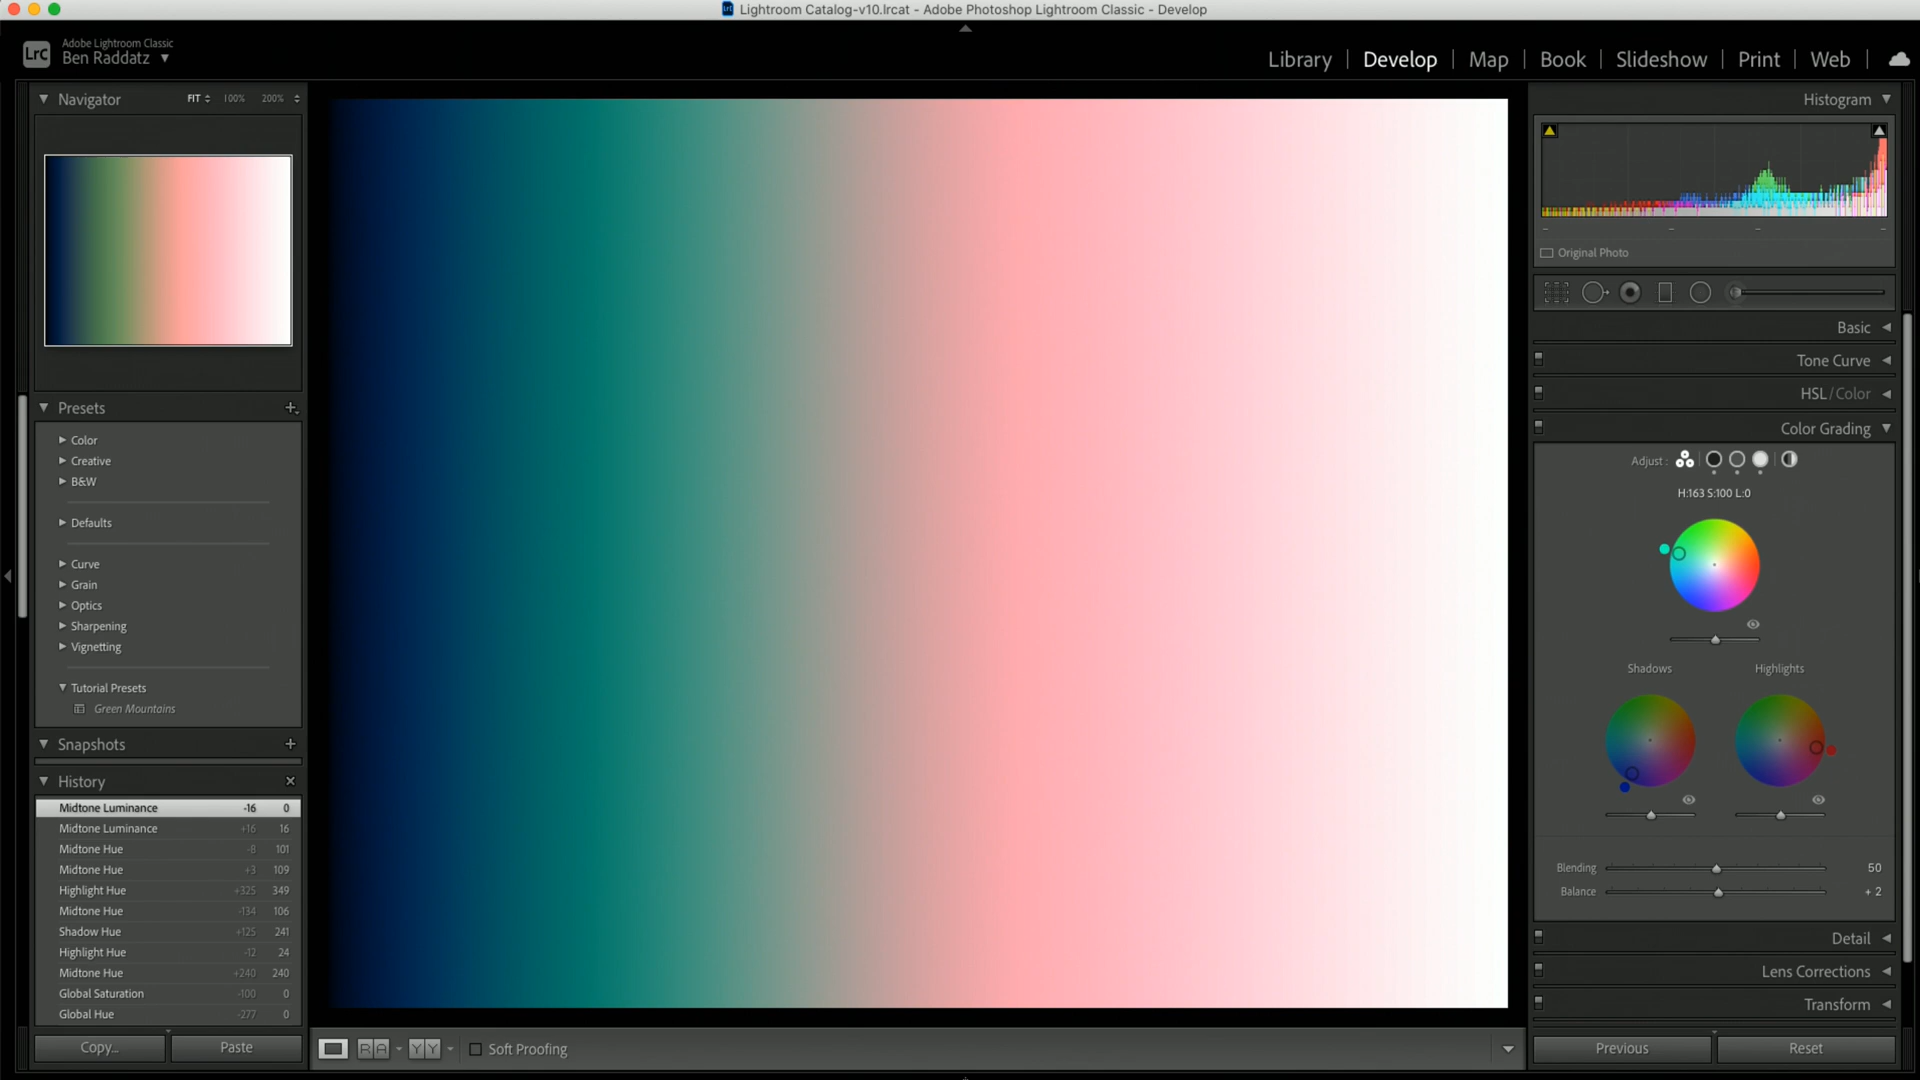 Lightroom Catalog-v10.lrcat - Adobe Photoshop Lightroom Classic - Develop
LrC
Adobe Lightroom Classic
Ben Raddatz
Library | Develop | Map | Book | Slideshow | Print | Web |
Navigator FIT 100% 200%
Presets
Color
Creative
B&W
Defaults
Curve
Grain
Optics
Sharpening
Vignetting
Tutorial Presets
Green Mountains
Snapshots
History
Midtone Luminance -16 0
Midtone Luminance +16 16
Midtone Hue -8 101
Midtone Hue +3 109
Highlight Hue +325 349
Midtone Hue -134 106
Shadow Hue +125 241
Highlight Hue -12 24
Midtone Hue +240 240
Global Saturation -100 0
Global Hue -277 0
Copy... Paste
RA YY Soft Proofing
Histogram
Original Photo
Basic
Tone Curve
HSL / Color
Color Grading
Adjust :
H:163 S:100 L:0
Shadows Highlights
Blending 50
Balance + 2
Detail
Lens Corrections
Transform
Previous Reset